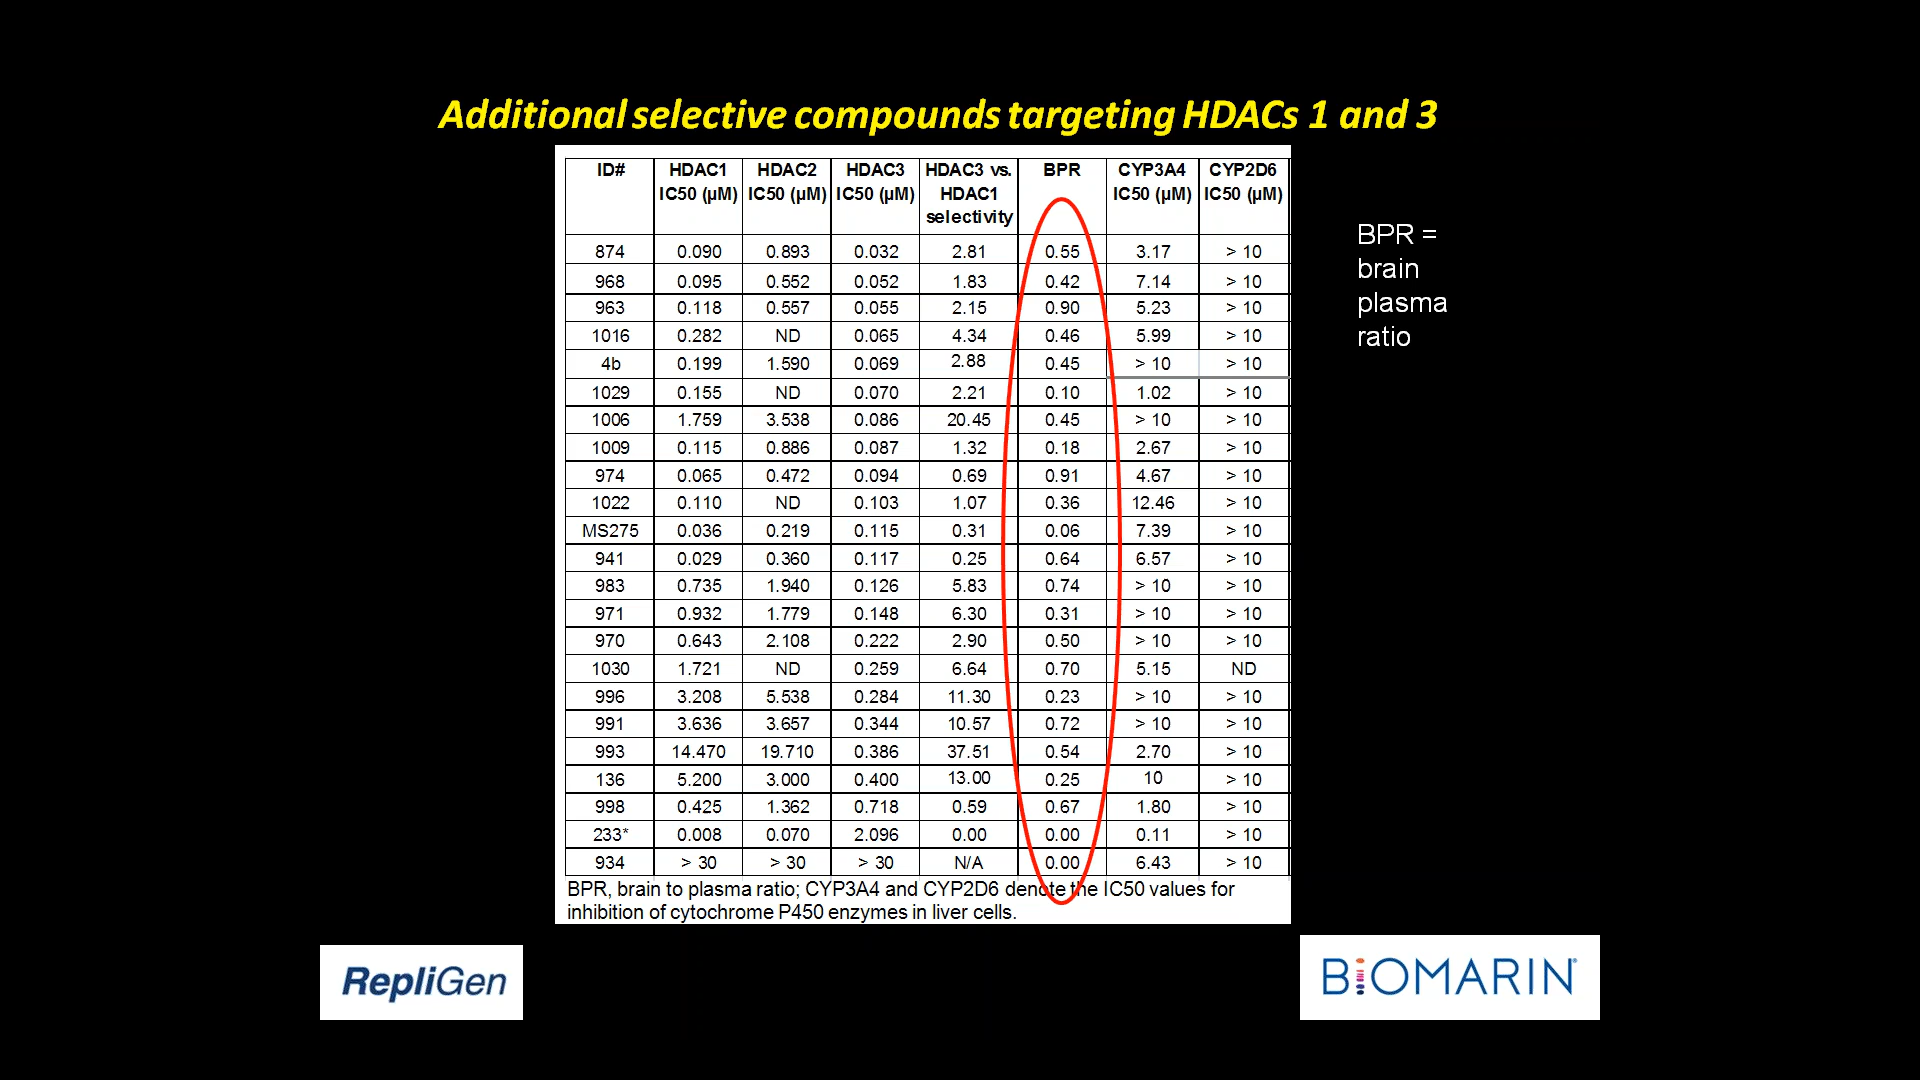 Additional selective compounds targeting HDACs 1 and 3
ID# HDAC1 IC50 (µM) HDAC2 IC50 (µM) HDAC3 IC50 (µM) HDAC3 vs. HDAC1 selectivity BPR CYP3A4 IC50 (µM) CYP2D6 IC50 (µM)
874 0.090 0.893 0.032 2.81 0.55 3.17 > 10
968 0.095 0.552 0.052 1.83 0.42 7.14 > 10
963 0.118 0.557 0.055 2.15 0.90 5.23 > 10
1016 0.282 ND 0.065 4.34 0.46 5.99 > 10
4b 0.199 1.590 0.069 2.88 0.45 > 10 > 10
1029 0.155 ND 0.070 2.21 0.10 1.02 > 10
1006 1.759 3.538 0.086 20.45 0.45 > 10 > 10
1009 0.115 0.886 0.087 1.32 0.18 2.67 > 10
974 0.065 0.472 0.094 0.69 0.91 4.67 > 10
1022 0.110 ND 0.103 1.07 0.36 12.46 > 10
MS275 0.036 0.219 0.115 0.31 0.06 7.39 > 10
941 0.029 0.360 0.117 0.25 0.64 6.57 > 10
983 0.735 1.940 0.126 5.83 0.74 > 10 > 10
971 0.932 1.779 0.148 6.30 0.31 > 10 > 10
970 0.643 2.108 0.222 2.90 0.50 > 10 > 10
1030 1.721 ND 0.259 6.64 0.70 5.15 ND
996 3.208 5.538 0.284 11.30 0.23 > 10 > 10
991 3.636 3.657 0.344 10.57 0.72 > 10 > 10
993 14.470 19.710 0.386 37.51 0.54 2.70 > 10
136 5.200 3.000 0.400 13.00 0.25 10 > 10
998 0.425 1.362 0.718 0.59 0.67 1.80 > 10
233* 0.008 0.070 2.096 0.00 0.00 0.11 > 10
934 > 30 > 30 > 30 N/A 0.00 6.43 > 10
BPR, brain to plasma ratio; CYP3A4 and CYP2D6 denote the IC50 values for
inhibition of cytochrome P450 enzymes in liver cells.
BPR =
brain
plasma
ratio
RepliGen
BIOMARIN®